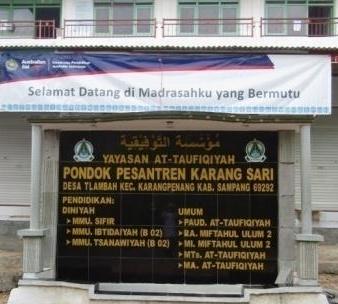 Australian
Aid
Selamat Datang di Madrasahku yang Bermutu
مؤسسة التوفيقية
YAYASAN AT-TAUFIQIYAH
PONDOK PESANTREN KARANG SARI
DESA TLAMBAH KEC. KARANGPENANG KAB. SAMPANG 69292
PENDIDIKAN:
DINIYAH
MMU. SIFIR
MMU. IBTIDAIYAH (B 02)
MMU. TSANAWIYAH (B 02)
UMUM
PAUD. AT-TAUFIQIYAH
RA. MIFTAHUL ULUM 2
MI. MIFTAHUL ULUM 2
MTs. AT-TAUFIQIYAH
MA. AT-TAUFIQIYAH